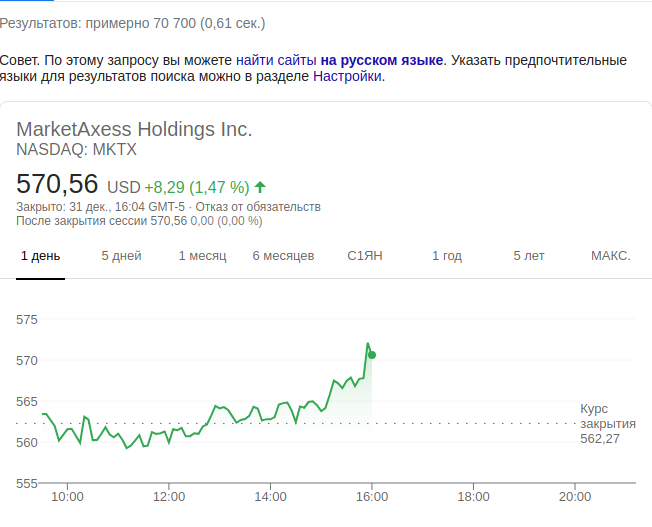 Результатов: примерно 70 700 (0,61 сек.)
Совет. По этому запросу вы можете найти сайты на русском языке. Указать предпочтительные
языки для результатов поиска можно в разделе Настройки.
MarketAxess Holdings Inc.
NASDAQ: MKTX
570,56 USD +8,29 (1,47 %)
Закрыто: 31 дек., 16:04 GMT-5 · Отказ от обязательств
После закрытия сессии 570,56 0,00 (0,00 %)
1 день 5 дней 1 месяц 6 месяцев С1ЯН 1 год 5 лет МАКС.
575
570
565
560
555
Курс
закрытия
562,27
10:00 12:00 14:00 16:00 18:00 20:00